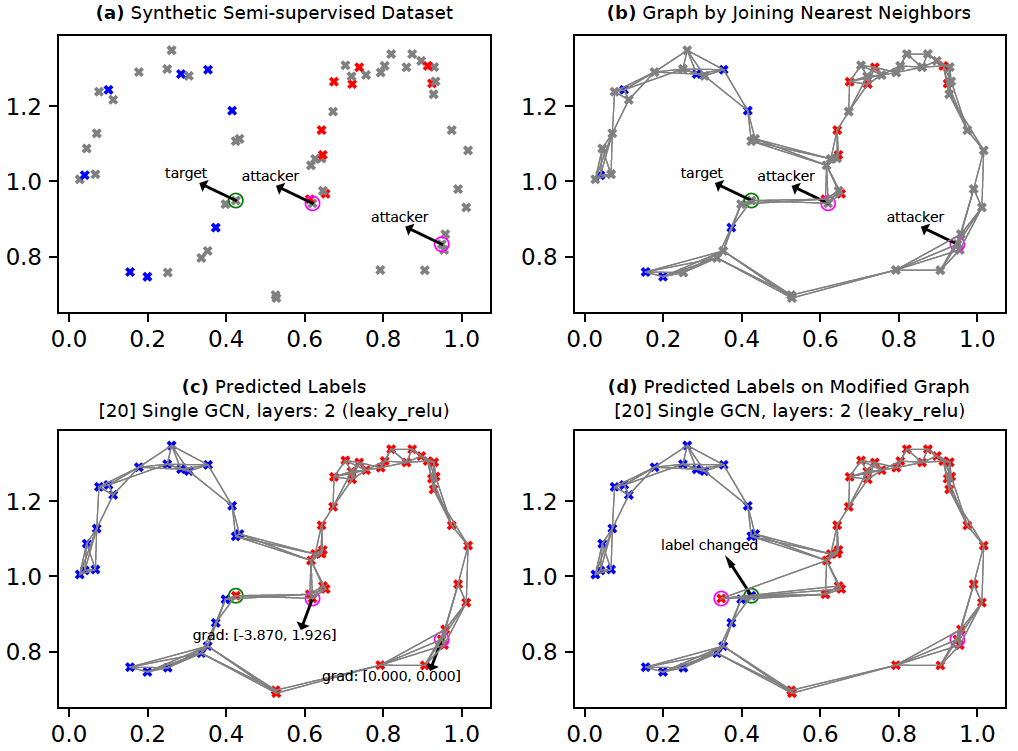 (a) Synthetic Semi-supervised Dataset
1.2
1.0
0.8
target
attacker
attacker
0.0 0.2 0.4 0.6 0.8 1.0
(b) Graph by Joining Nearest Neighbors
1.2
1.0
0.8
target
attacker
attacker
0.0 0.2 0.4 0.6 0.8 1.0
(c) Predicted Labels
[20] Single GCN, layers: 2 (leaky_relu)
1.2
1.0
0.8
grad: [-3.870, 1.926]
grad: [0.000, 0.000]
0.0 0.2 0.4 0.6 0.8 1.0
(d) Predicted Labels on Modified Graph
[20] Single GCN, layers: 2 (leaky_relu)
1.2
1.0
0.8
label changed
0.0 0.2 0.4 0.6 0.8 1.0